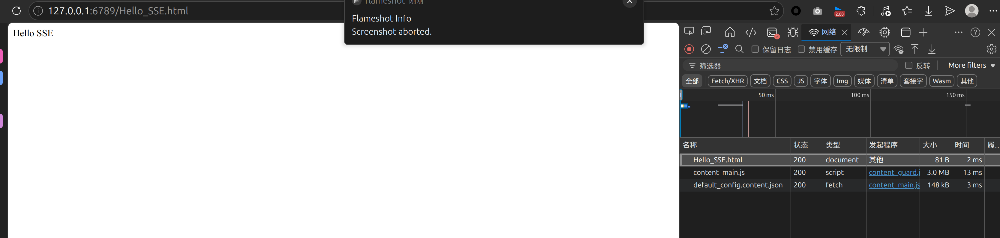 127.0.0.1:6789/Hello_SSE.html
flameshot 刚刚
Flameshot Info
Screenshot aborted.
2.00
Hello SSE
网络
保留日志
禁用缓存
无限制
筛选器
反转
More filters
全部
Fetch/XHR
文档
CSS
JS
字体
Img
媒体
清单
套接字
Wasm
其他
50 ms
100 ms
150 ms
名称 状态 类型 发起程序 大小 时间 履...
Hello_SSE.html 200 document 其他 81 B 2 ms
content_main.js 200 script content_guard.j 3.0 MB 13 ms
default_config.content.json 200 fetch content_main.js 148 kB 3 ms